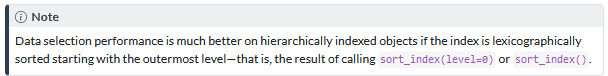 Note
Data selection performance is much better on hierarchically indexed objects if the index is lexicographically
sorted starting with the outermost level—that is, the result of calling sort_index(level=0) or sort_index().